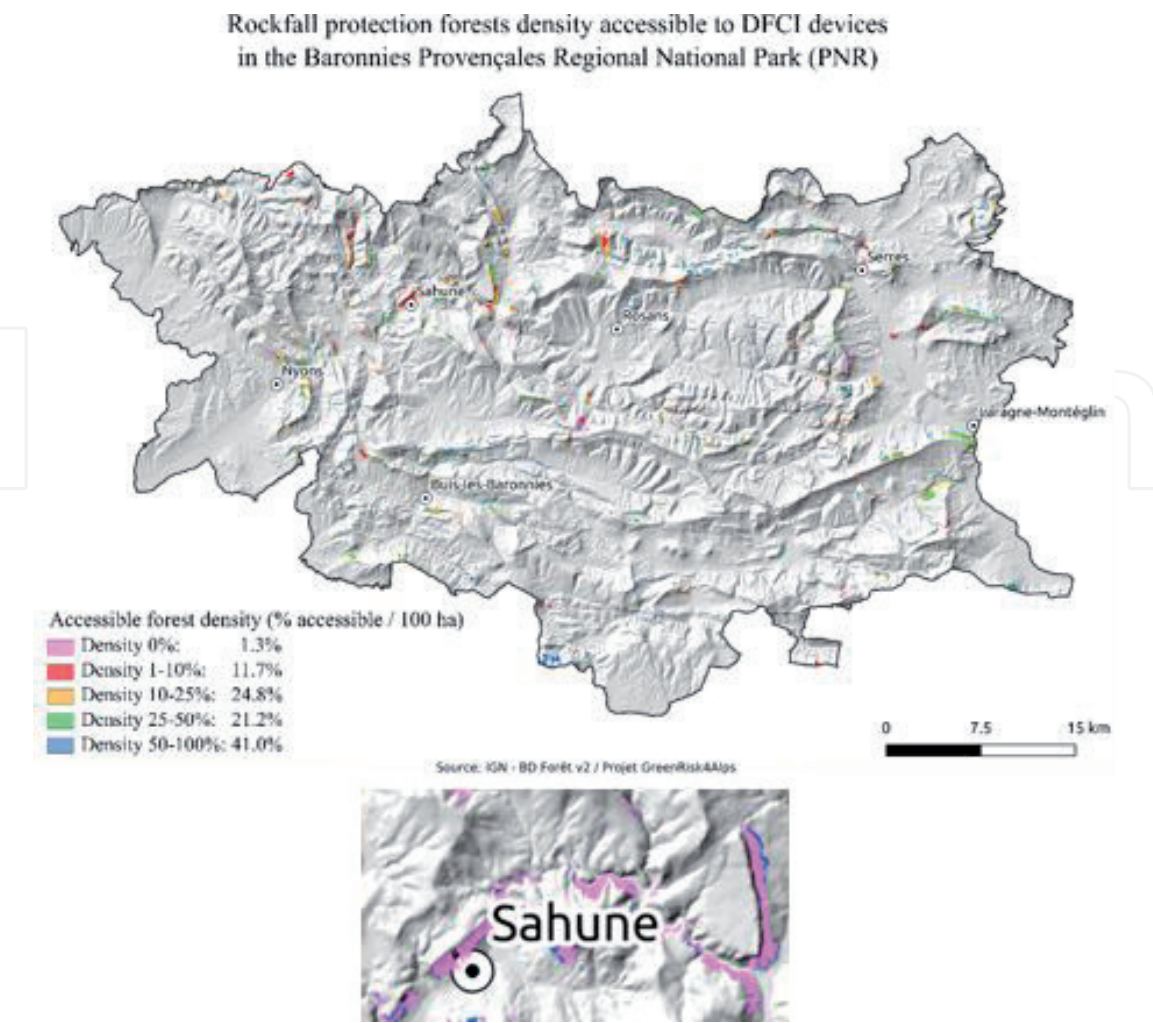 Rockfall protection forests density accessible to DFCI devices
in the Baronnies Provençales Regional National Park (PNR)
Serres
Sahune
Rosans
Nyons
Laragne-Montéglin
Buis-les-Baronnies
Accessible forest density (% accessible / 100 ha)
Density 0%: 1.3%
Density 1-10%: 11.7%
Density 10-25%: 24.8%
Density 25-50%: 21.2%
Density 50-100%: 41.0%
0 7.5 15 km
Source: IGN - BD Forêt v2 / Projet GreenRisk4Alps
Sahune